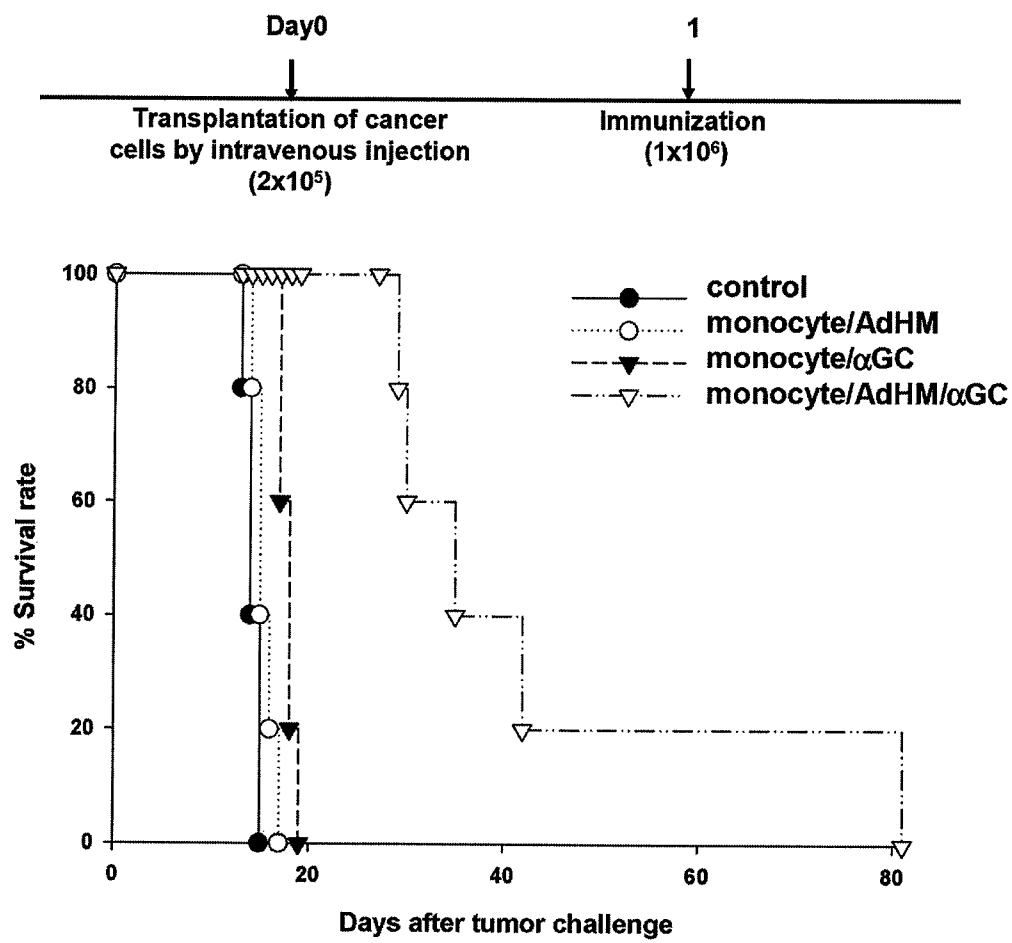 Day0
1
Transplantation of cancer
cells by intravenous injection
(2x10⁵)
Immunization
(1x10⁶)
100
80
60
40
20
0
% Survival rate
control
monocyte/AdHM
monocyte/αGC
monocyte/AdHM/αGC
0
20
40
60
80
Days after tumor challenge